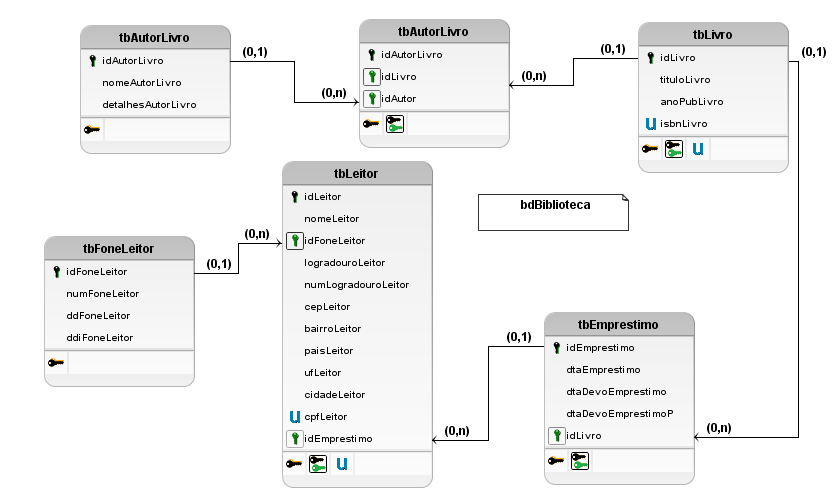 tbAutorLivro
idAutorLivro
nomeAutorLivro
detalhesAutorLivro
(0,1)
(0,n)
tbAutorLivro
idAutorLivro
idLivro
idAutor
(0,1)
(0,n)
tbLivro
idLivro
tituloLivro
anoPubLivro
isbnLivro
(0,1)
tbLeitor
idLeitor
nomeLeitor
idFoneLeitor
logradouroLeitor
numLogradouroLeitor
cepLeitor
bairroLeitor
paisLeitor
ufLeitor
cidadeLeitor
cpfLeitor
idEmprestimo
bdBiblioteca
tbFoneLeitor
idFoneLeitor
numFoneLeitor
ddFoneLeitor
ddiFoneLeitor
(0,1)
(0,n)
tbEmprestimo
idEmprestimo
dtaEmprestimo
dtaDevoEmprestimo
dtaDevoEmprestimoP
idLivro
(0,1)
(0,n)
(0,n)